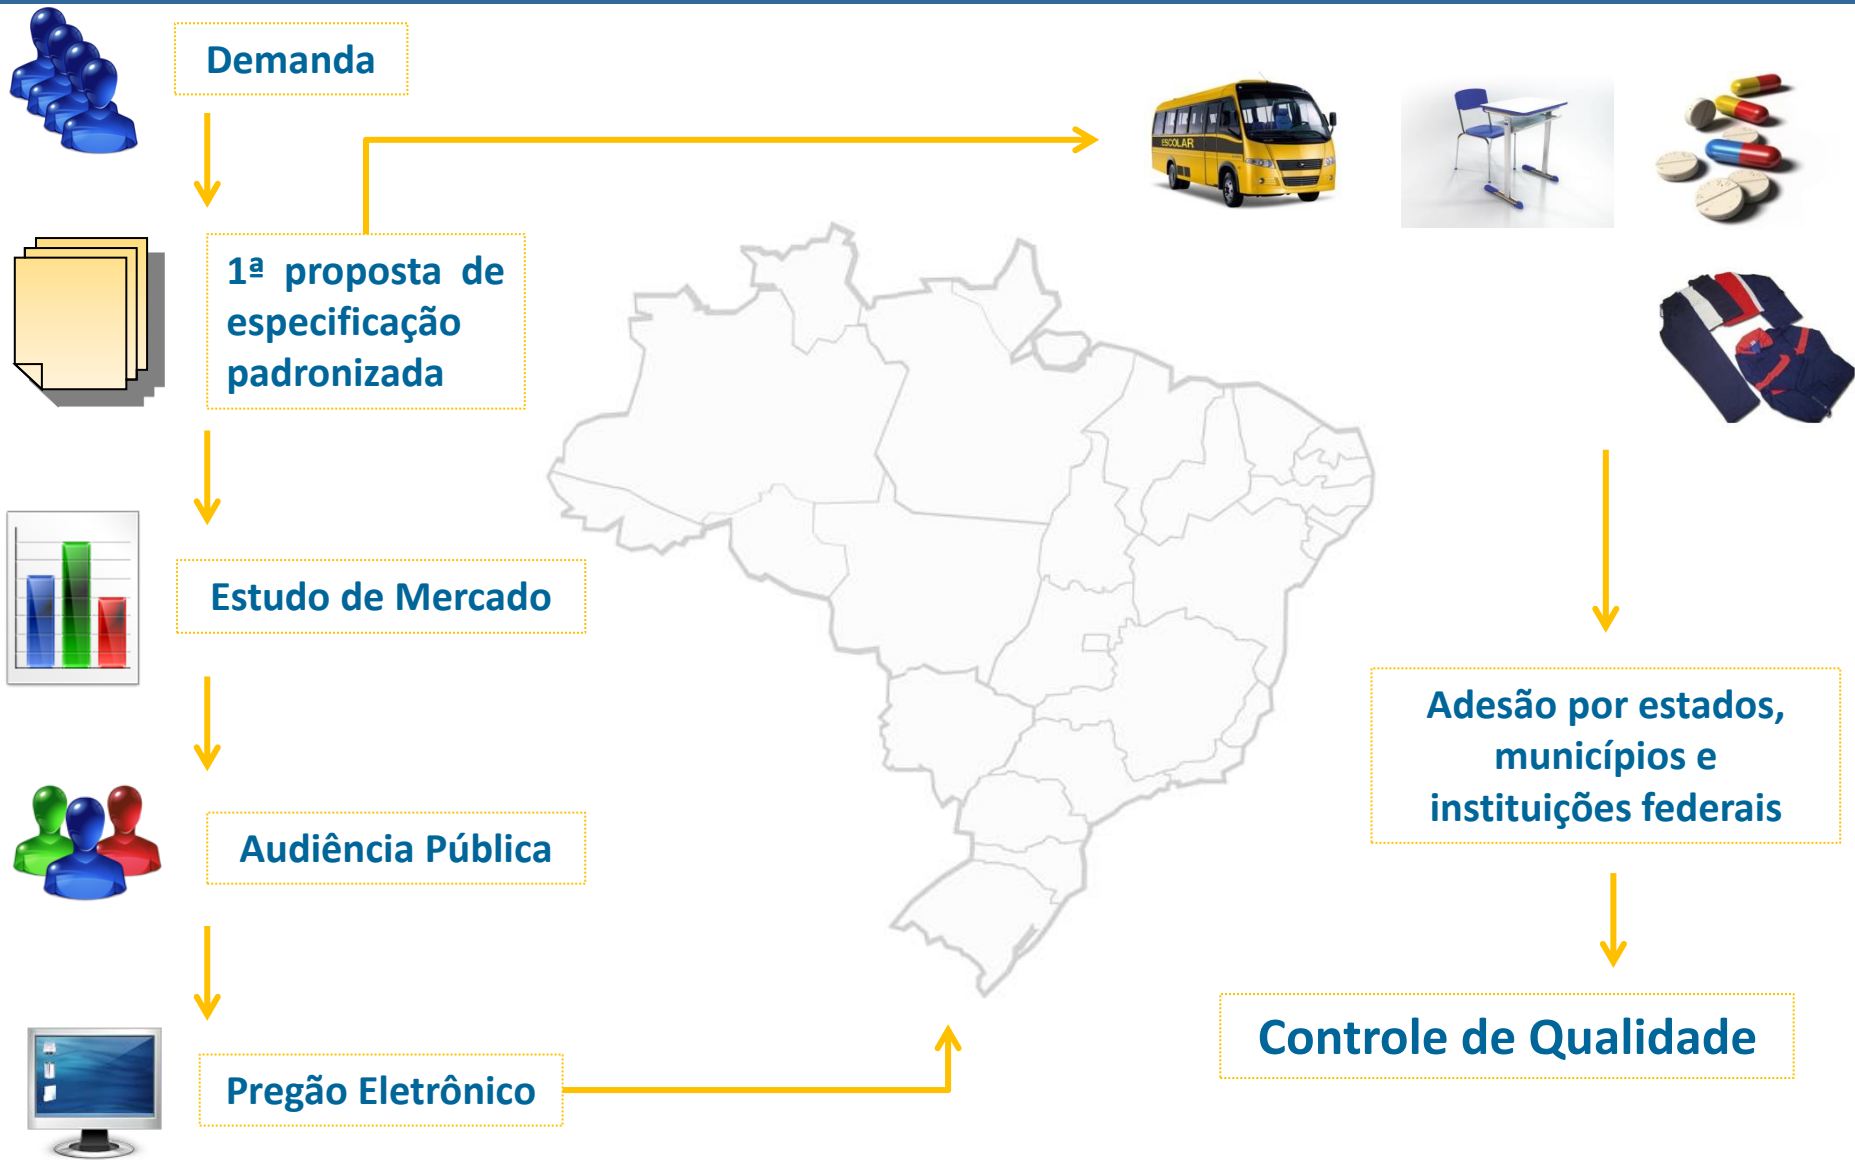 Demanda
ESCOLAR
1ª proposta de
especificação
padronizada
Estudo de Mercado
Adesão por estados,
municípios e
instituições federais
Audiência Pública
Controle de Qualidade
Pregão Eletrônico